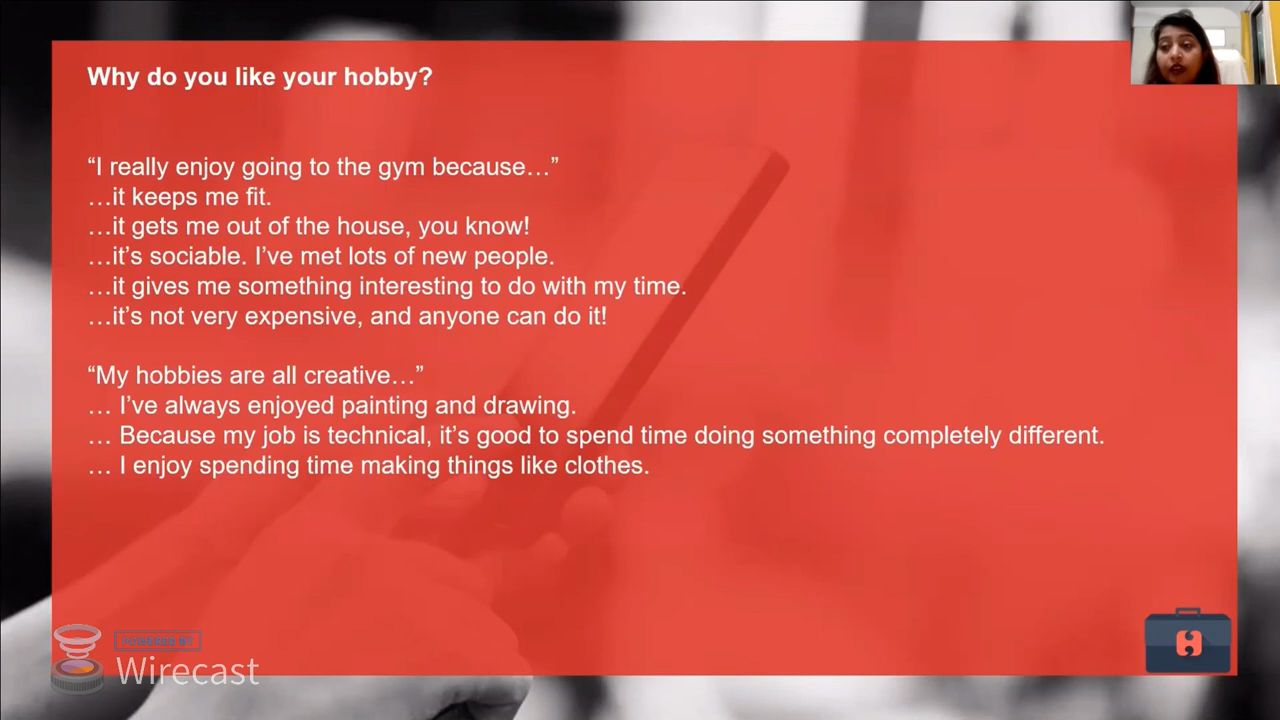 Why do you like your hobby?
“I really enjoy going to the gym because…”
…it keeps me fit.
…it gets me out of the house, you know!
…it’s sociable. I’ve met lots of new people.
…it gives me something interesting to do with my time.
…it’s not very expensive, and anyone can do it!
“My hobbies are all creative…”
… I’ve always enjoyed painting and drawing.
… Because my job is technical, it’s good to spend time doing something completely different.
… I enjoy spending time making things like clothes.
POWERED BY
Wirecast